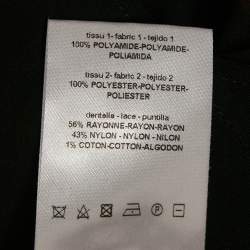 tissu 1- fabric 1 - tejido 1
100% POLYAMIDE-POLYAMIDE-
POLIAMIDA
tissu 2- fabric 2 - tejido 2
100% POLYESTER-POLYESTER-
POLIESTER
dentelle - lace - puntilla
56% RAYONNE-RAYON-RAYON
43% NYLON - NYLON - NILON
1% COTON-COTTON-ALGODON